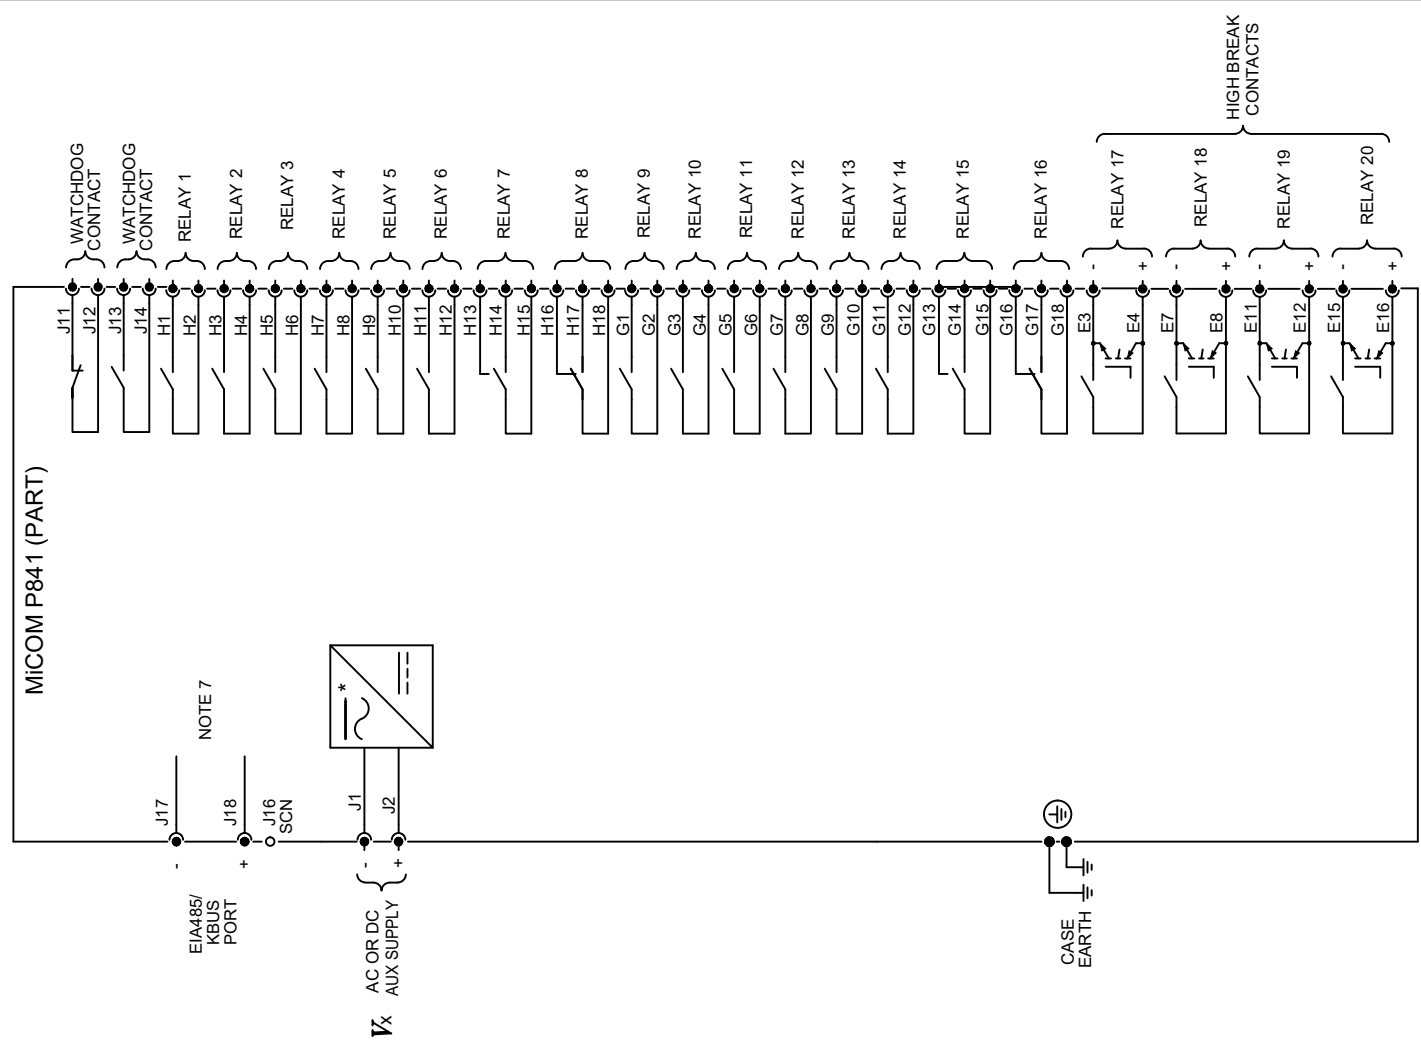 MiCOM P841 (PART)
WATCHDOG
CONTACT
WATCHDOG
CONTACT
RELAY 1
RELAY 2
RELAY 3
RELAY 4
RELAY 5
RELAY 6
RELAY 7
RELAY 8
RELAY 9
RELAY 10
RELAY 11
RELAY 12
RELAY 13
RELAY 14
RELAY 15
RELAY 16
RELAY 17
RELAY 18
RELAY 19
RELAY 20
HIGH BREAK
CONTACTS
-
+
-
+
-
+
-
+
J11
J12
J13
J14
H1
H2
H3
H4
H5
H6
H7
H8
H9
H10
H11
H12
H13
H14
H15
H16
H17
H18
G1
G2
G3
G4
G5
G6
G7
G8
G9
G10
G11
G12
G13
G14
G15
G16
G17
G18
E3
E4
E7
E8
E11
E12
E15
E16
NOTE 7
J17
J18
J16
SCN
-
+
EIA485/
KBUS
PORT
*
J1
J2
-
+
AC OR DC
AUX SUPPLY
Vx
CASE
EARTH